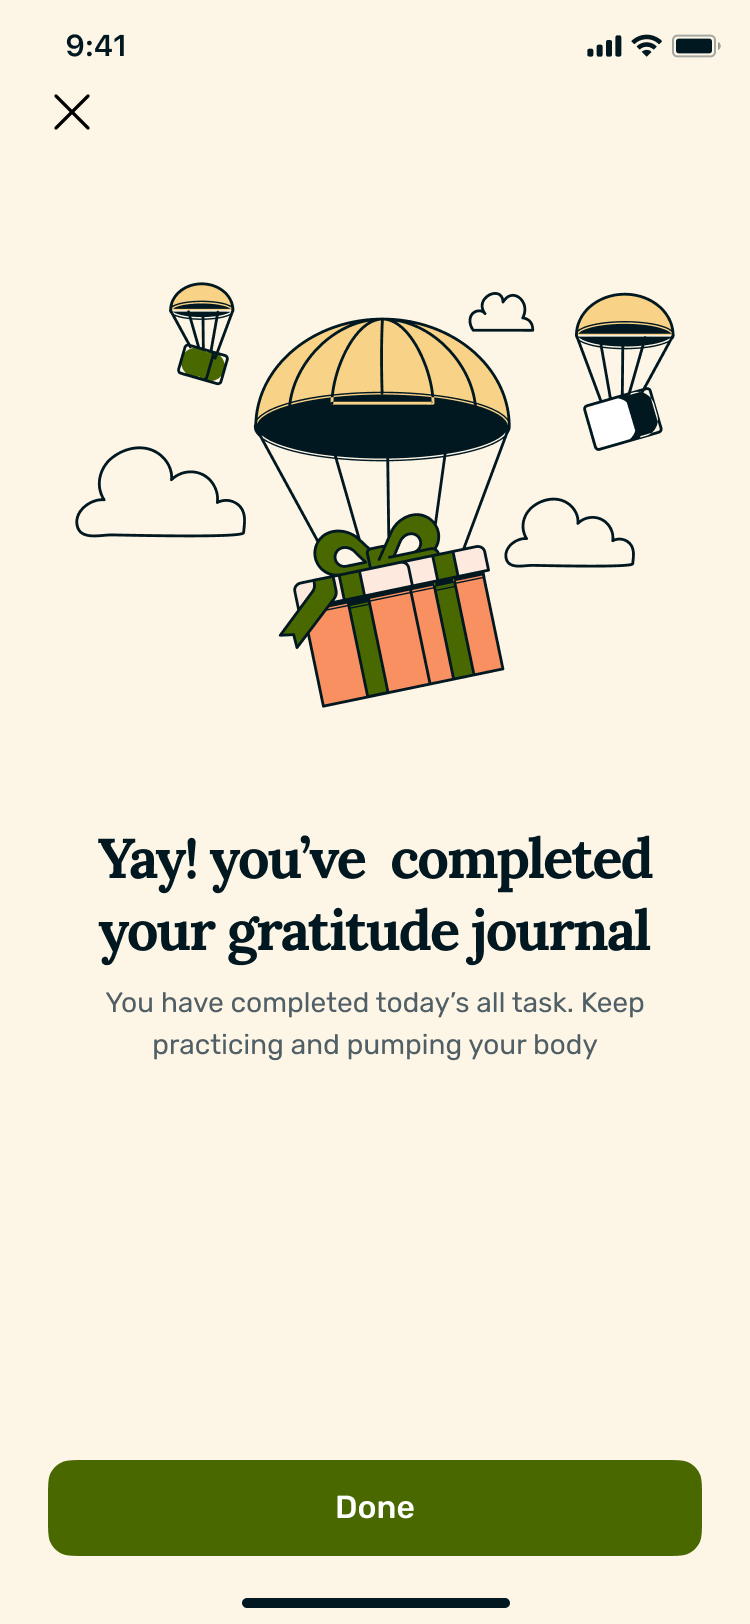 9:41
Yay! you’ve  completed
your gratitude journal
You have completed today’s all task. Keep
practicing and pumping your body
Done